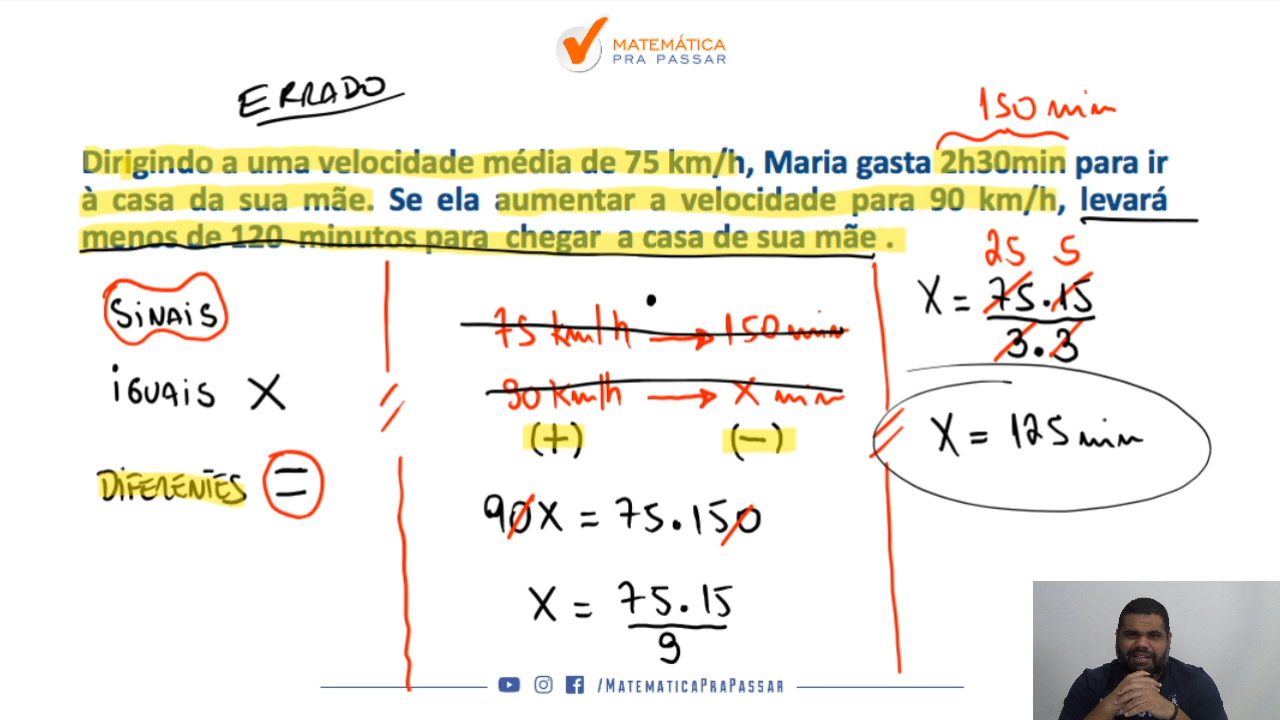 MATEMÁTICA
PRA PASSAR
ERRADO
150 min
Dirigindo a uma velocidade média de 75 km/h, Maria gasta 2h30min para ir
à casa da sua mãe. Se ela aumentar a velocidade para 90 km/h, levará
menos de 120 minutos para chegar a casa de sua mãe .
SINAIS
IGUAIS X
DIFERENTES =
75 km/h → 150 min
90 Km/h → X min
(+) (-)
90X = 75.150
X = 75.15
9
25 5
X = 75.15
3.3
X = 125min
/MATEMATICAPRAPASSAR